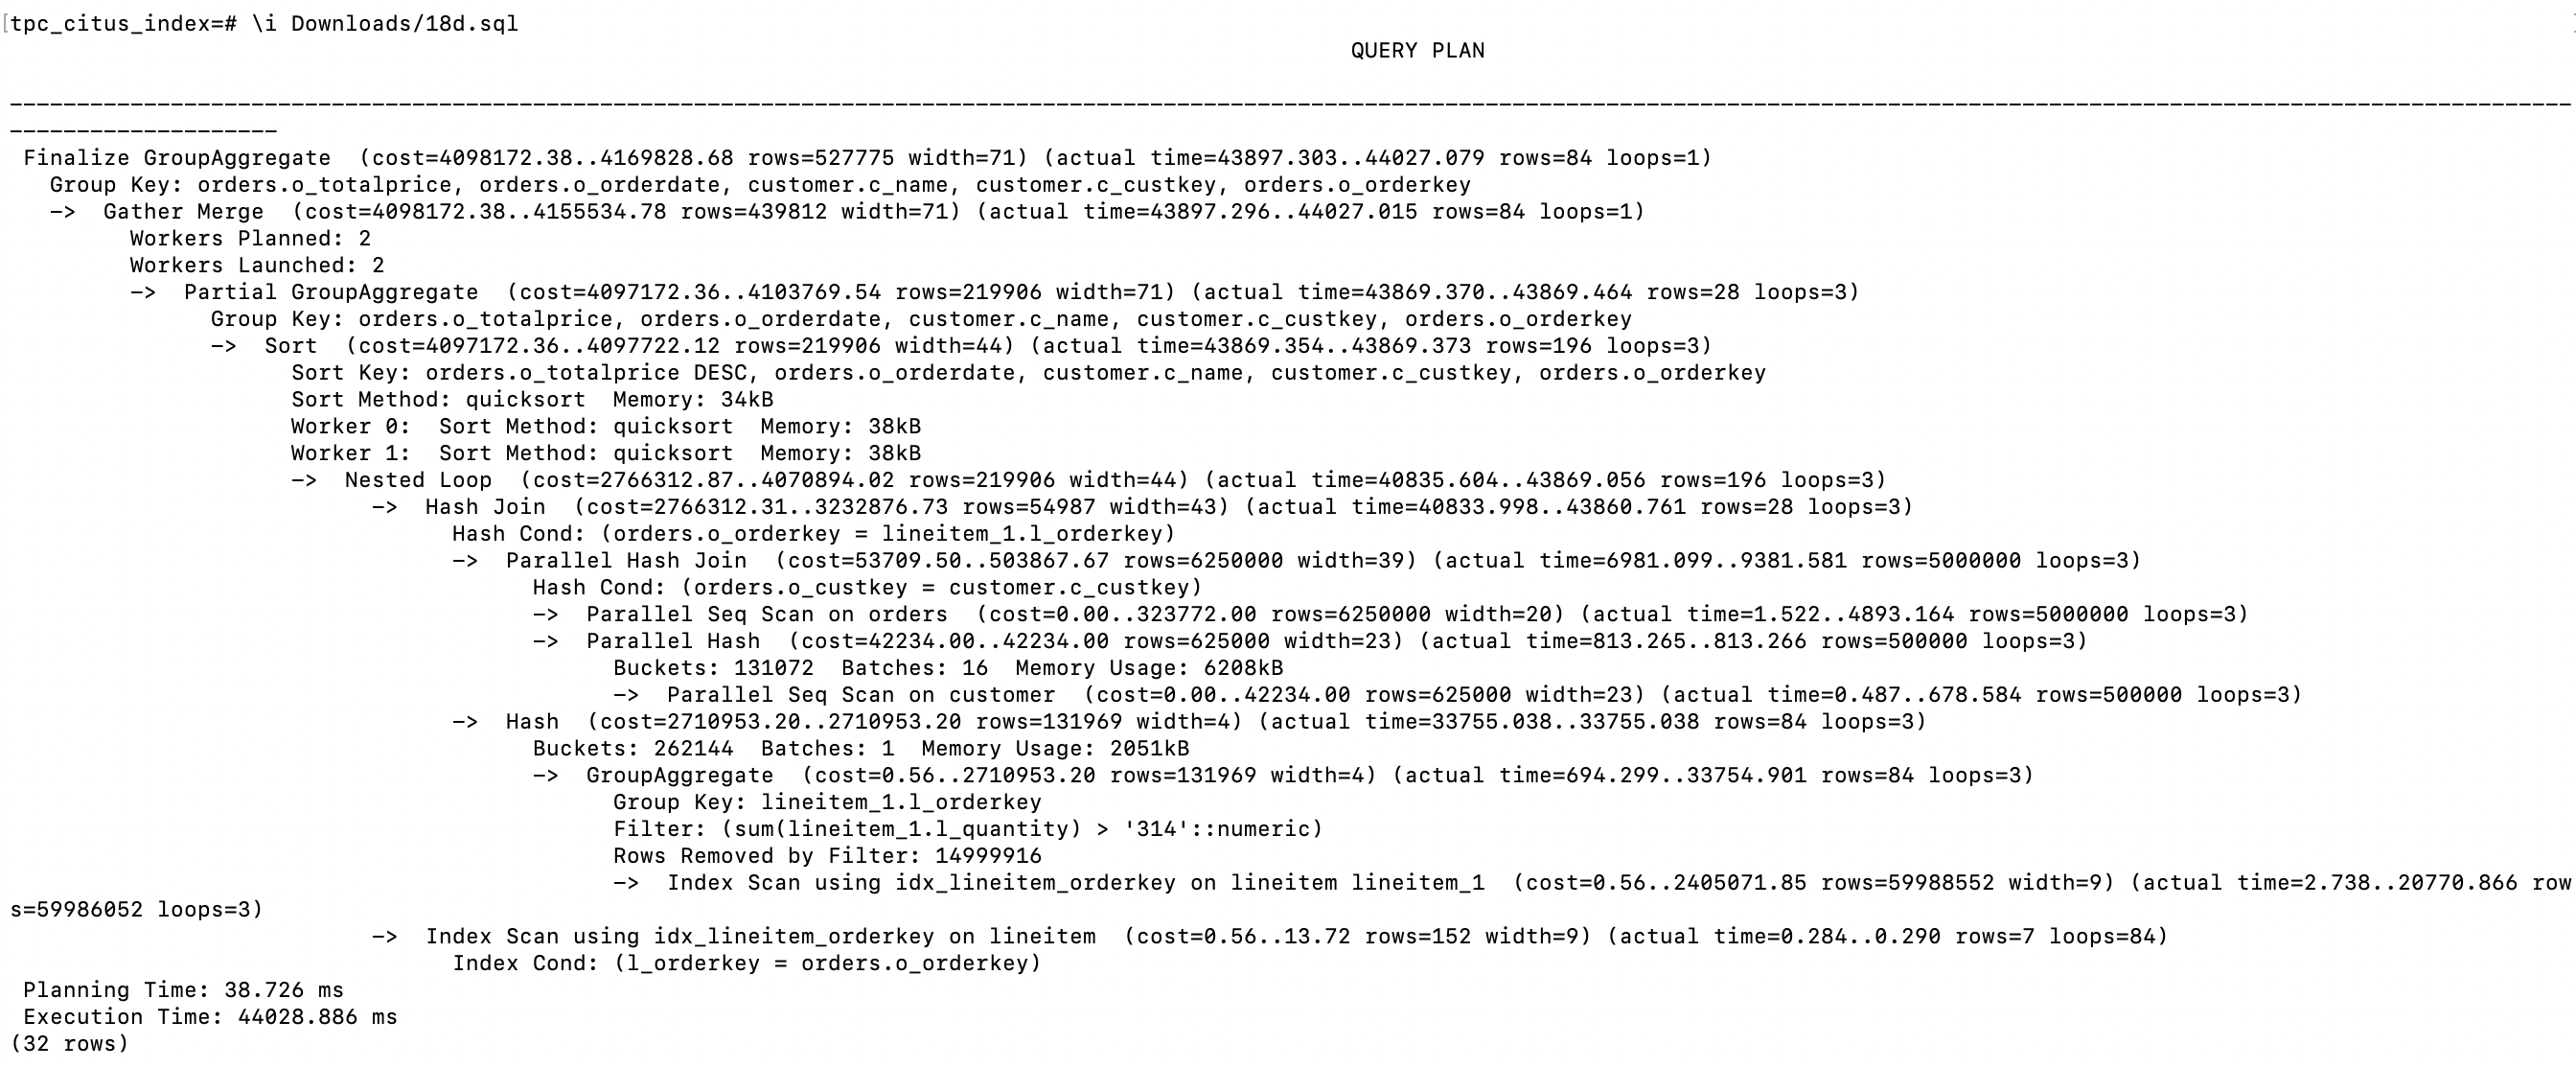 [tpc_citus_index=# \i Downloads/18d.sql ]
QUERY PLAN
------------------------------------------------------------------------------------------------------------------------------------------------------------------------------------------------
--------------------
Finalize GroupAggregate  (cost=4098172.38..4169828.68 rows=527775 width=71) (actual time=43897.303..44027.079 rows=84 loops=1)
Group Key: orders.o_totalprice, orders.o_orderdate, customer.c_name, customer.c_custkey, orders.o_orderkey
->  Gather Merge  (cost=4098172.38..4155534.78 rows=439812 width=71) (actual time=43897.296..44027.015 rows=84 loops=1)
Workers Planned: 2
Workers Launched: 2
->  Partial GroupAggregate  (cost=4097172.36..4103769.54 rows=219906 width=71) (actual time=43869.370..43869.464 rows=28 loops=3)
Group Key: orders.o_totalprice, orders.o_orderdate, customer.c_name, customer.c_custkey, orders.o_orderkey
->  Sort  (cost=4097172.36..4097722.12 rows=219906 width=44) (actual time=43869.354..43869.373 rows=196 loops=3)
Sort Key: orders.o_totalprice DESC, orders.o_orderdate, customer.c_name, customer.c_custkey, orders.o_orderkey
Sort Method: quicksort  Memory: 34kB
Worker 0:  Sort Method: quicksort  Memory: 38kB
Worker 1:  Sort Method: quicksort  Memory: 38kB
->  Nested Loop  (cost=2766312.87..4070894.02 rows=219906 width=44) (actual time=40835.604..43869.056 rows=196 loops=3)
->  Hash Join  (cost=2766312.31..3232876.73 rows=54987 width=43) (actual time=40833.998..43860.761 rows=28 loops=3)
Hash Cond: (orders.o_orderkey = lineitem_1.l_orderkey)
->  Parallel Hash Join  (cost=53709.50..503867.67 rows=6250000 width=39) (actual time=6981.099..9381.581 rows=5000000 loops=3)
Hash Cond: (orders.o_custkey = customer.c_custkey)
->  Parallel Seq Scan on orders  (cost=0.00..323772.00 rows=6250000 width=20) (actual time=1.522..4893.164 rows=5000000 loops=3)
->  Parallel Hash  (cost=42234.00..42234.00 rows=625000 width=23) (actual time=813.265..813.266 rows=500000 loops=3)
Buckets: 131072  Batches: 16  Memory Usage: 6208kB
->  Parallel Seq Scan on customer  (cost=0.00..42234.00 rows=625000 width=23) (actual time=0.487..678.584 rows=500000 loops=3)
->  Hash  (cost=2710953.20..2710953.20 rows=131969 width=4) (actual time=33755.038..33755.038 rows=84 loops=3)
Buckets: 262144  Batches: 1  Memory Usage: 2051kB
->  GroupAggregate  (cost=0.56..2710953.20 rows=131969 width=4) (actual time=694.299..33754.901 rows=84 loops=3)
Group Key: lineitem_1.l_orderkey
Filter: (sum(lineitem_1.l_quantity) > '314'::numeric)
Rows Removed by Filter: 14999916
->  Index Scan using idx_lineitem_orderkey on lineitem lineitem_1  (cost=0.56..2405071.85 rows=59988552 width=9) (actual time=2.738..20770.866 row
s=59986052 loops=3)
->  Index Scan using idx_lineitem_orderkey on lineitem  (cost=0.56..13.72 rows=152 width=9) (actual time=0.284..0.290 rows=7 loops=84)
Index Cond: (l_orderkey = orders.o_orderkey)
Planning Time: 38.726 ms
Execution Time: 44028.886 ms
(32 rows)